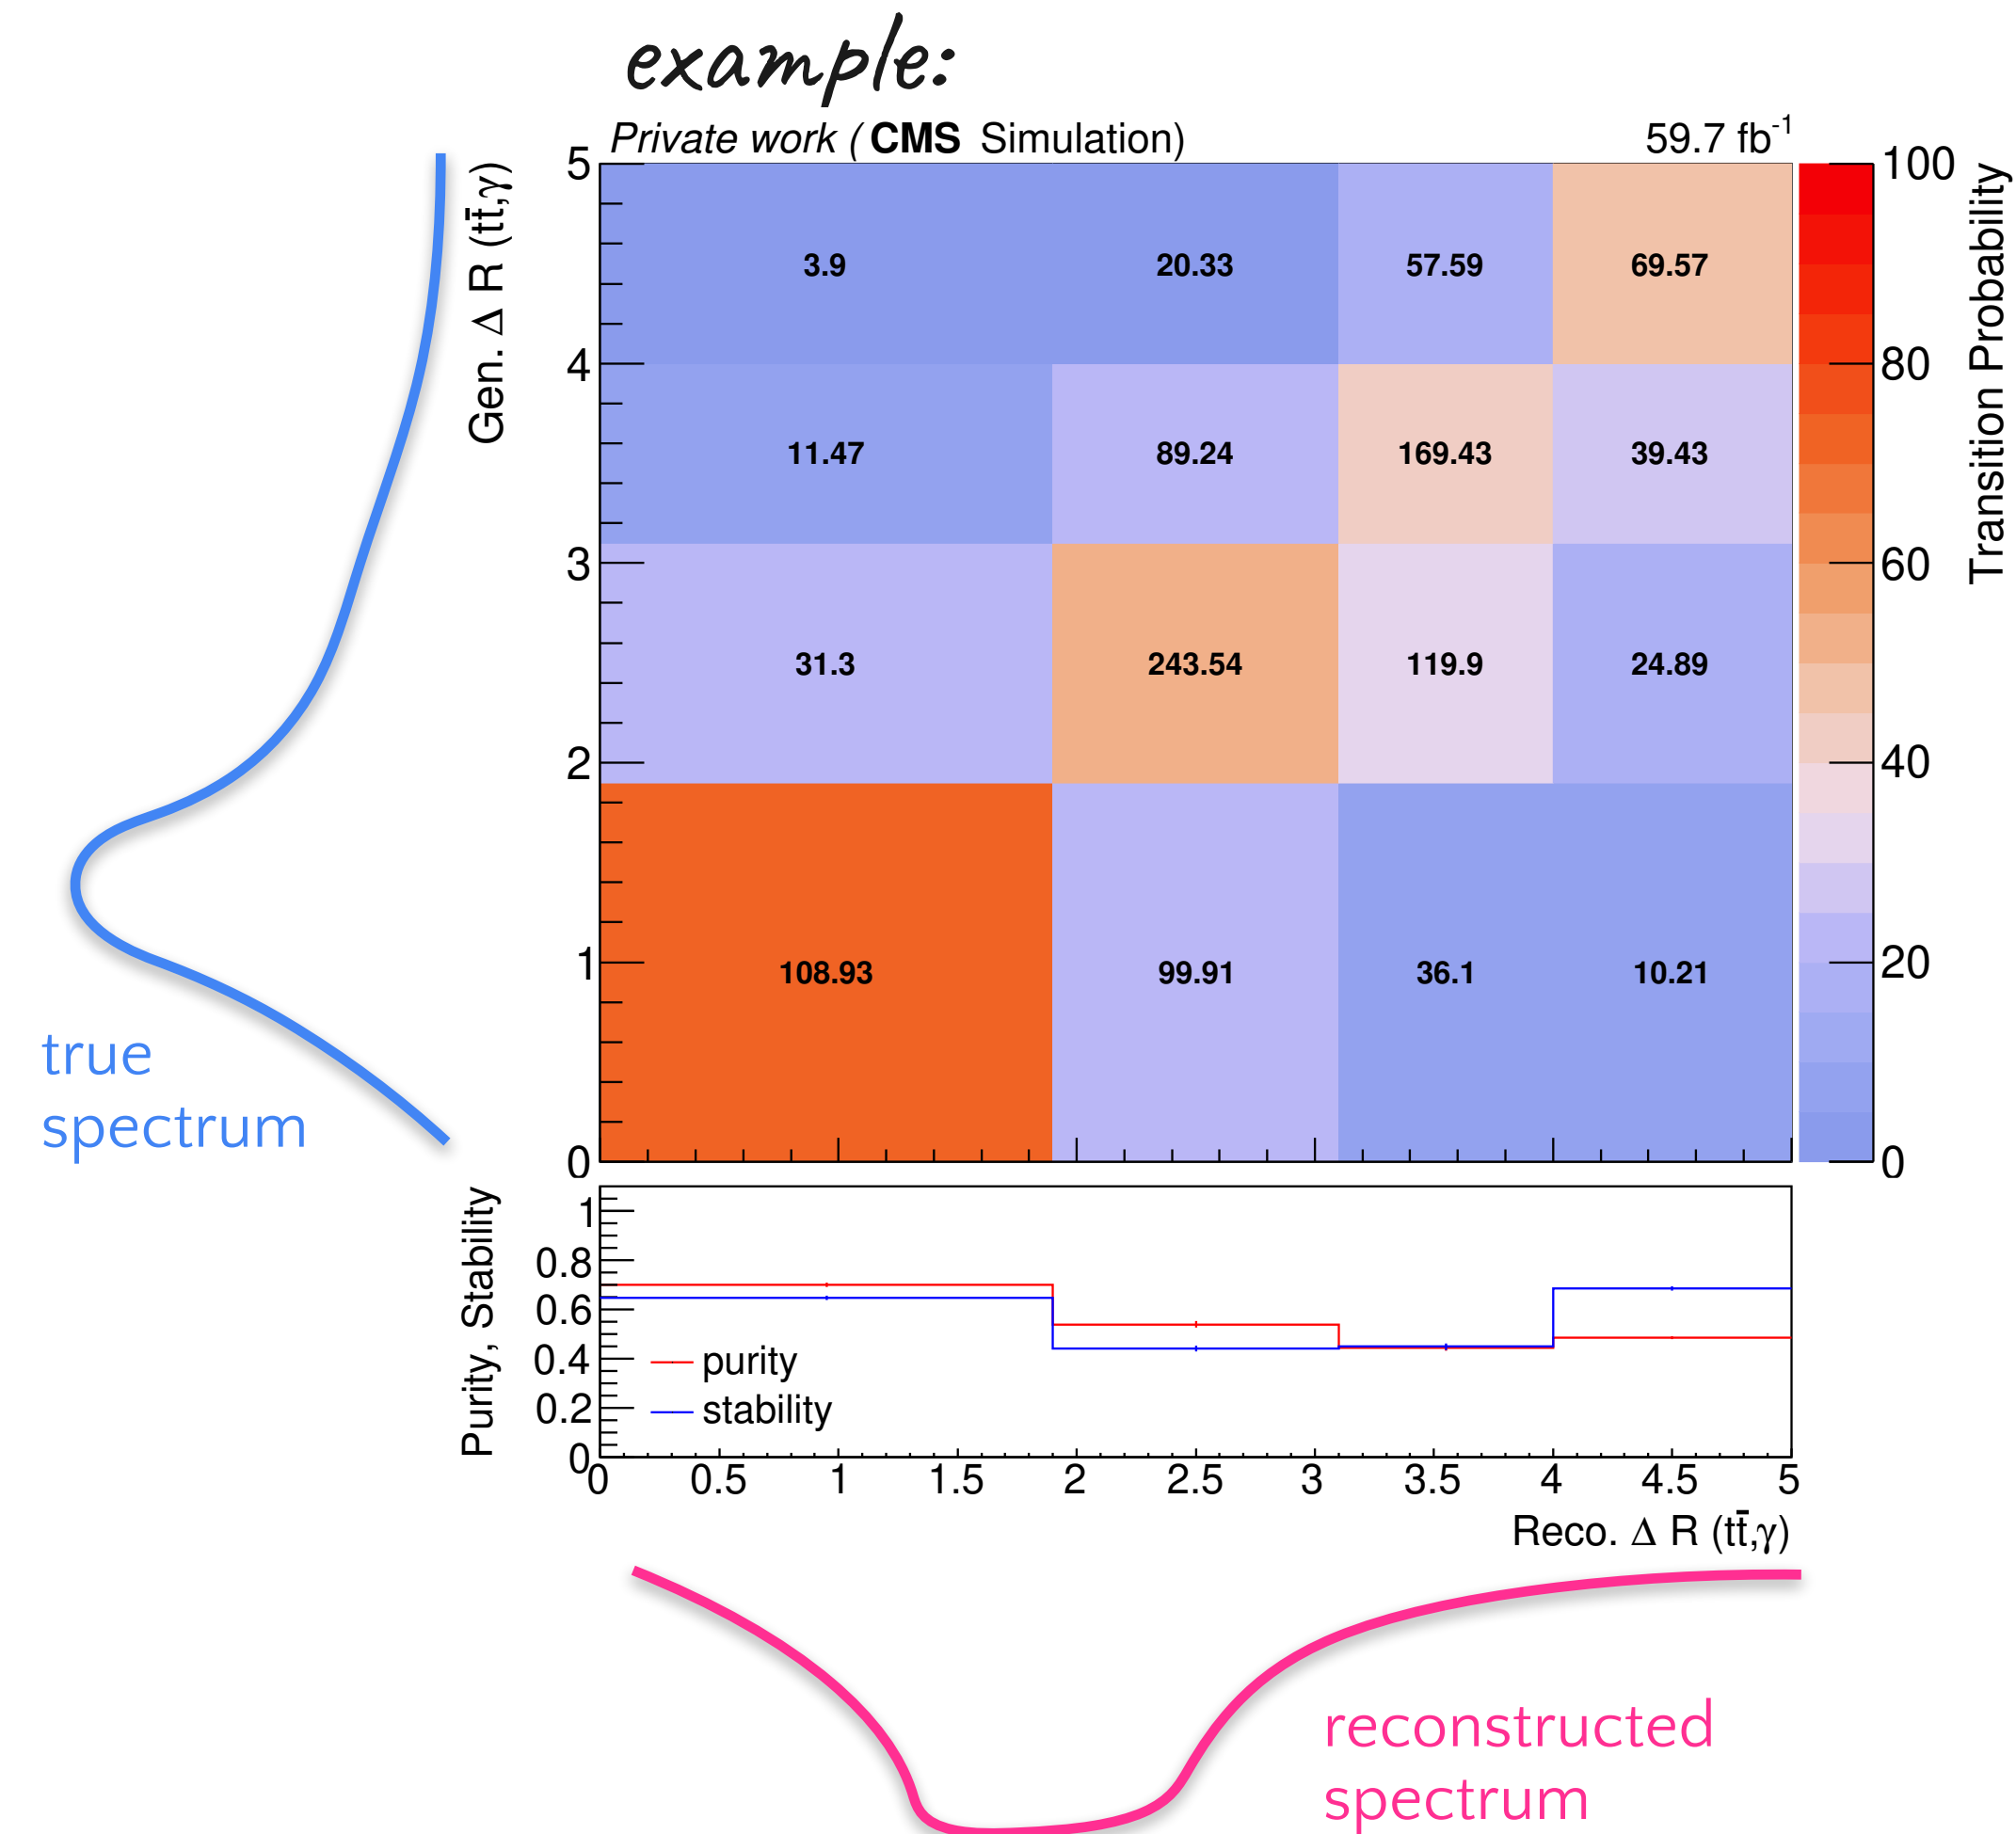 example:
Private work ( CMS Simulation)
59.7 fb-1
Gen. Δ R (tt̄,γ)
5
4
3
2
1
0
3.9 20.33 57.59 69.57
11.47 89.24 169.43 39.43
31.3 243.54 119.9 24.89
108.93 99.91 36.1 10.21
100
80
60
40
20
0
Transition Probability
true
spectrum
Purity, Stability
1
0.8
0.6
0.4
0.2
0
purity
stability
0 0.5 1 1.5 2 2.5 3 3.5 4 4.5 5
Reco. Δ R (tt̄,γ)
reconstructed
spectrum